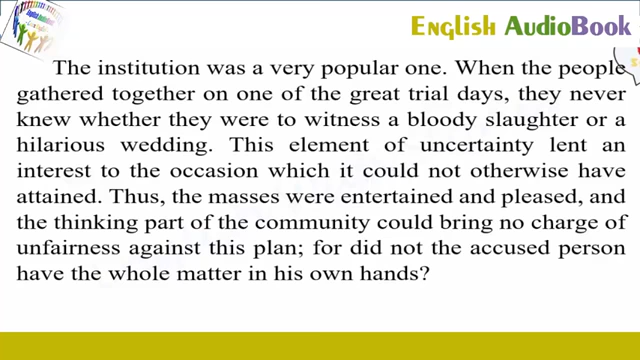 English AudioBook
The institution was a very popular one. When the people
gathered together on one of the great trial days, they never
knew whether they were to witness a bloody slaughter or a
hilarious wedding. This element of uncertainty lent an
interest to the occasion which it could not otherwise have
attained. Thus, the masses were entertained and pleased, and
the thinking part of the community could bring no charge of
unfairness against this plan; for did not the accused person
have the whole matter in his own hands?